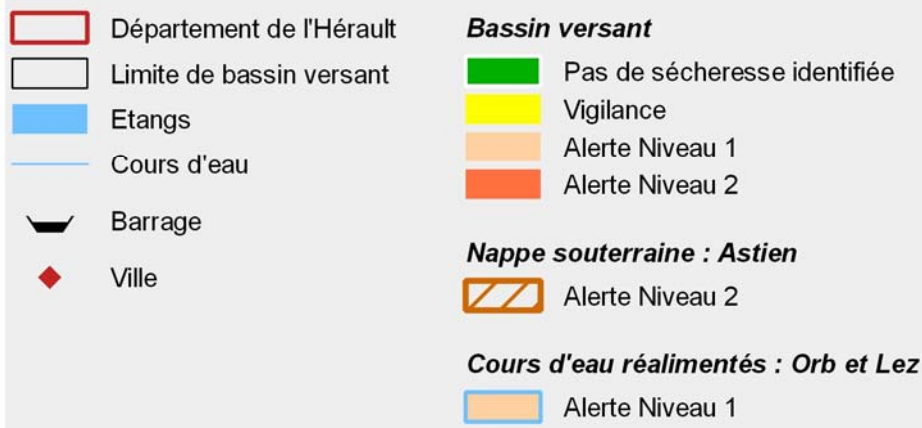 Département de l'Hérault
Limite de bassin versant
Etangs
Cours d'eau
Barrage
Ville
Bassin versant
Pas de sécheresse identifiée
Vigilance
Alerte Niveau 1
Alerte Niveau 2
Nappe souterraine : Astien
Alerte Niveau 2
Cours d'eau réalimentés : Orb et Lez
Alerte Niveau 1